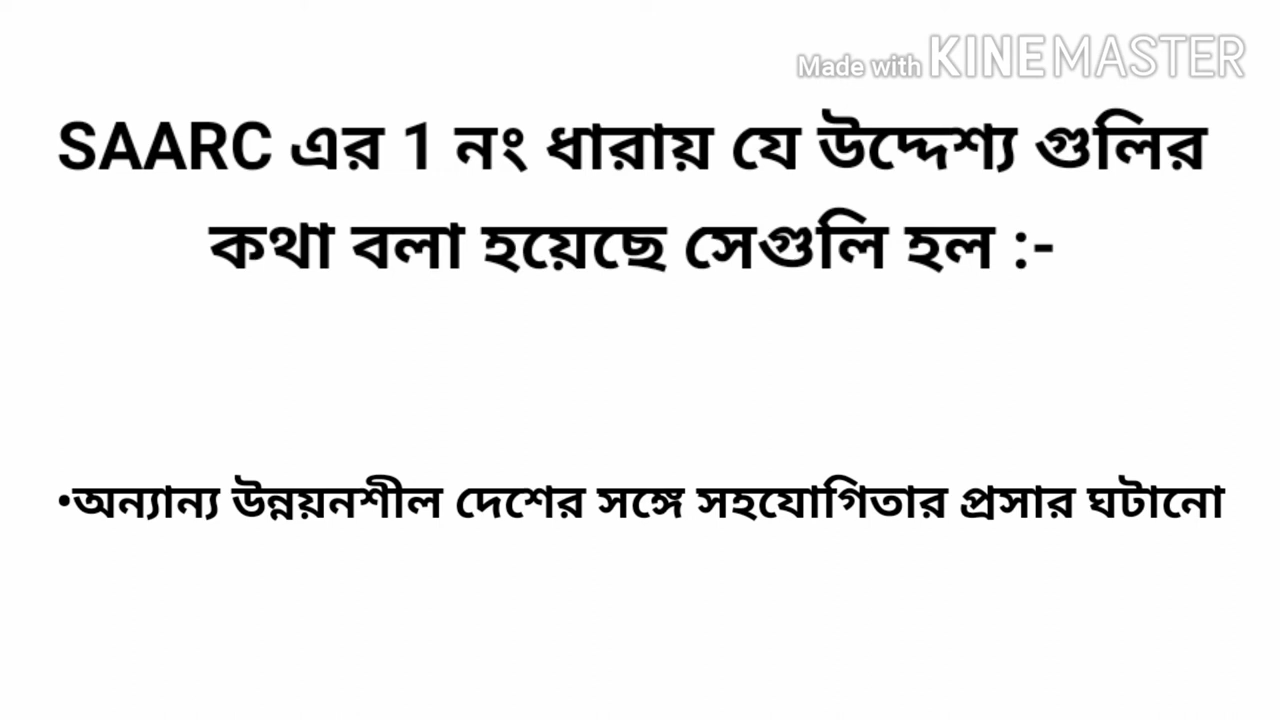 Made with KINEMASTER
SAARC এর 1 নং ধারায় যে উদ্দেশ্য গুলির
কথা বলা হয়েছে সেগুলি হল :-
•অন্যান্য উন্নয়নশীল দেশের সঙ্গে সহযোগিতার প্রসার ঘটানো